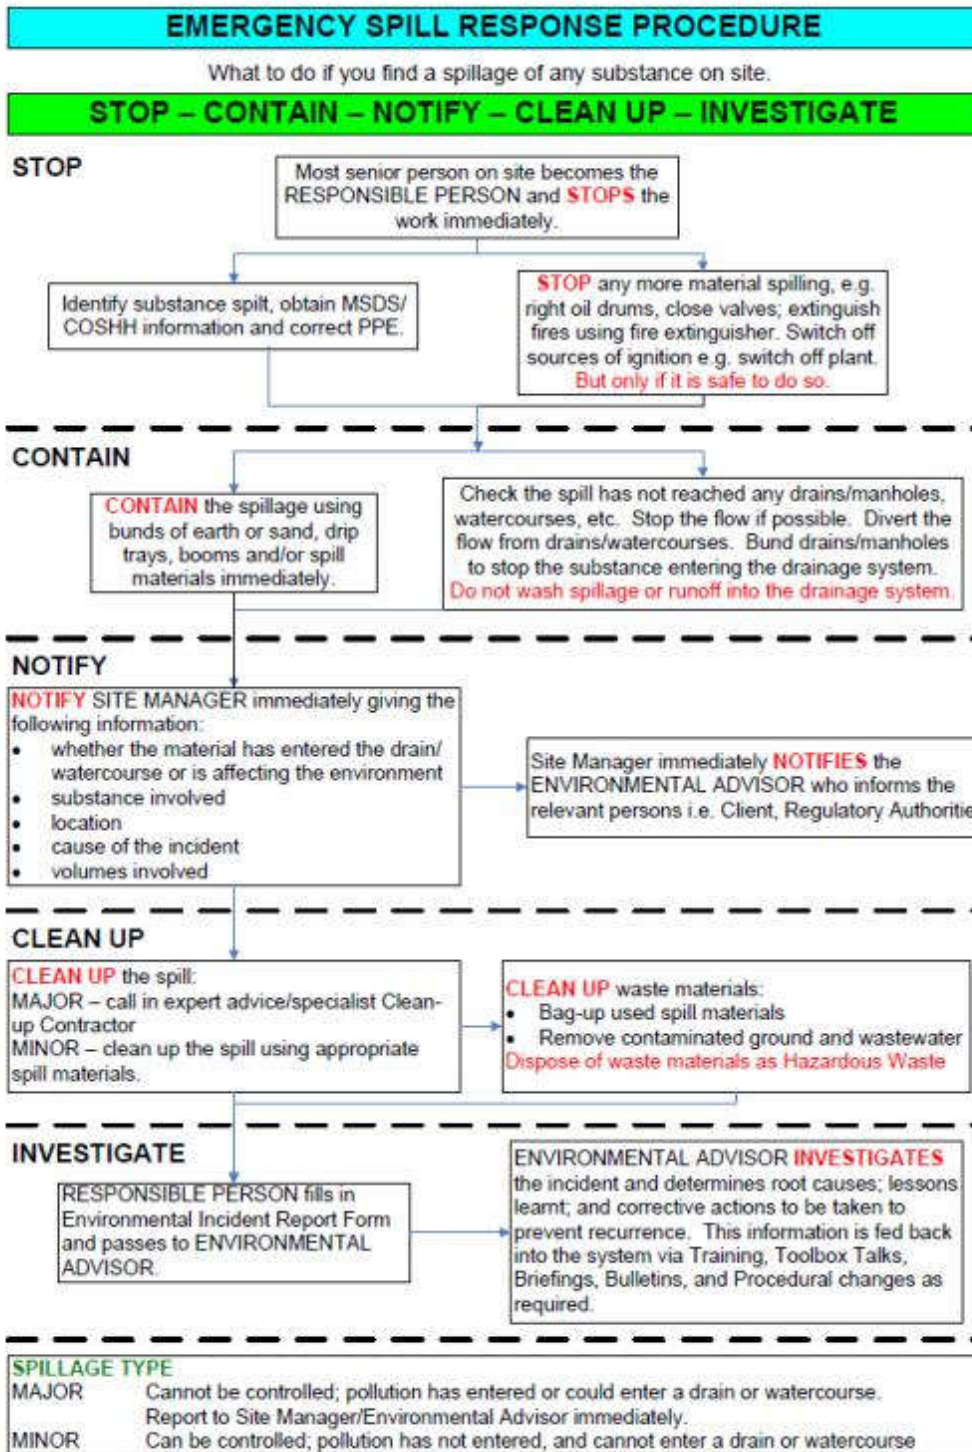 EMERGENCY SPILL RESPONSE PROCEDURE
What to do if you find a spillage of any substance on site.
STOP – CONTAIN – NOTIFY – CLEAN UP – INVESTIGATE
STOP
Most senior person on site becomes the
RESPONSIBLE PERSON and STOPS the
work immediately.
Identify substance spilt, obtain MSDS/
COSHH information and correct PPE.
STOP any more material spilling, e.g.
right oil drums, close valves; extinguish
fires using fire extinguisher. Switch off
sources of ignition e.g. switch off plant.
But only if it is safe to do so.
CONTAIN
CONTAIN the spillage using
bunds of earth or sand, drip
trays, booms and/or spill
materials immediately.
Check the spill has not reached any drains/manholes,
watercourses, etc. Stop the flow if possible. Divert the
flow from drains/watercourses. Bund drains/manholes
to stop the substance entering the drainage system.
Do not wash spillage or runoff into the drainage system.
NOTIFY
NOTIFY SITE MANAGER immediately giving the
following information:
• whether the material has entered the drain/
watercourse or is affecting the environment
• substance involved
• location
• cause of the incident
• volumes involved
Site Manager immediately NOTIFIES the
ENVIRONMENTAL ADVISOR who informs the
relevant persons i.e. Client, Regulatory Authoritie
CLEAN UP
CLEAN UP the spill:
MAJOR – call in expert advice/specialist Clean-
up Contractor
MINOR – clean up the spill using appropriate
spill materials.
CLEAN UP waste materials:
• Bag-up used spill materials
• Remove contaminated ground and wastewater
Dispose of waste materials as Hazardous Waste
INVESTIGATE
RESPONSIBLE PERSON fills in
Environmental Incident Report Form
and passes to ENVIRONMENTAL
ADVISOR.
ENVIRONMENTAL ADVISOR INVESTIGATES
the incident and determines root causes; lessons
learnt; and corrective actions to be taken to
prevent recurrence. This information is fed back
into the system via Training, Toolbox Talks,
Briefings, Bulletins, and Procedural changes as
required.
SPILLAGE TYPE
MAJOR Cannot be controlled; pollution has entered or could enter a drain or watercourse.
Report to Site Manager/Environmental Advisor immediately.
MINOR Can be controlled; pollution has not entered, and cannot enter a drain or watercourse